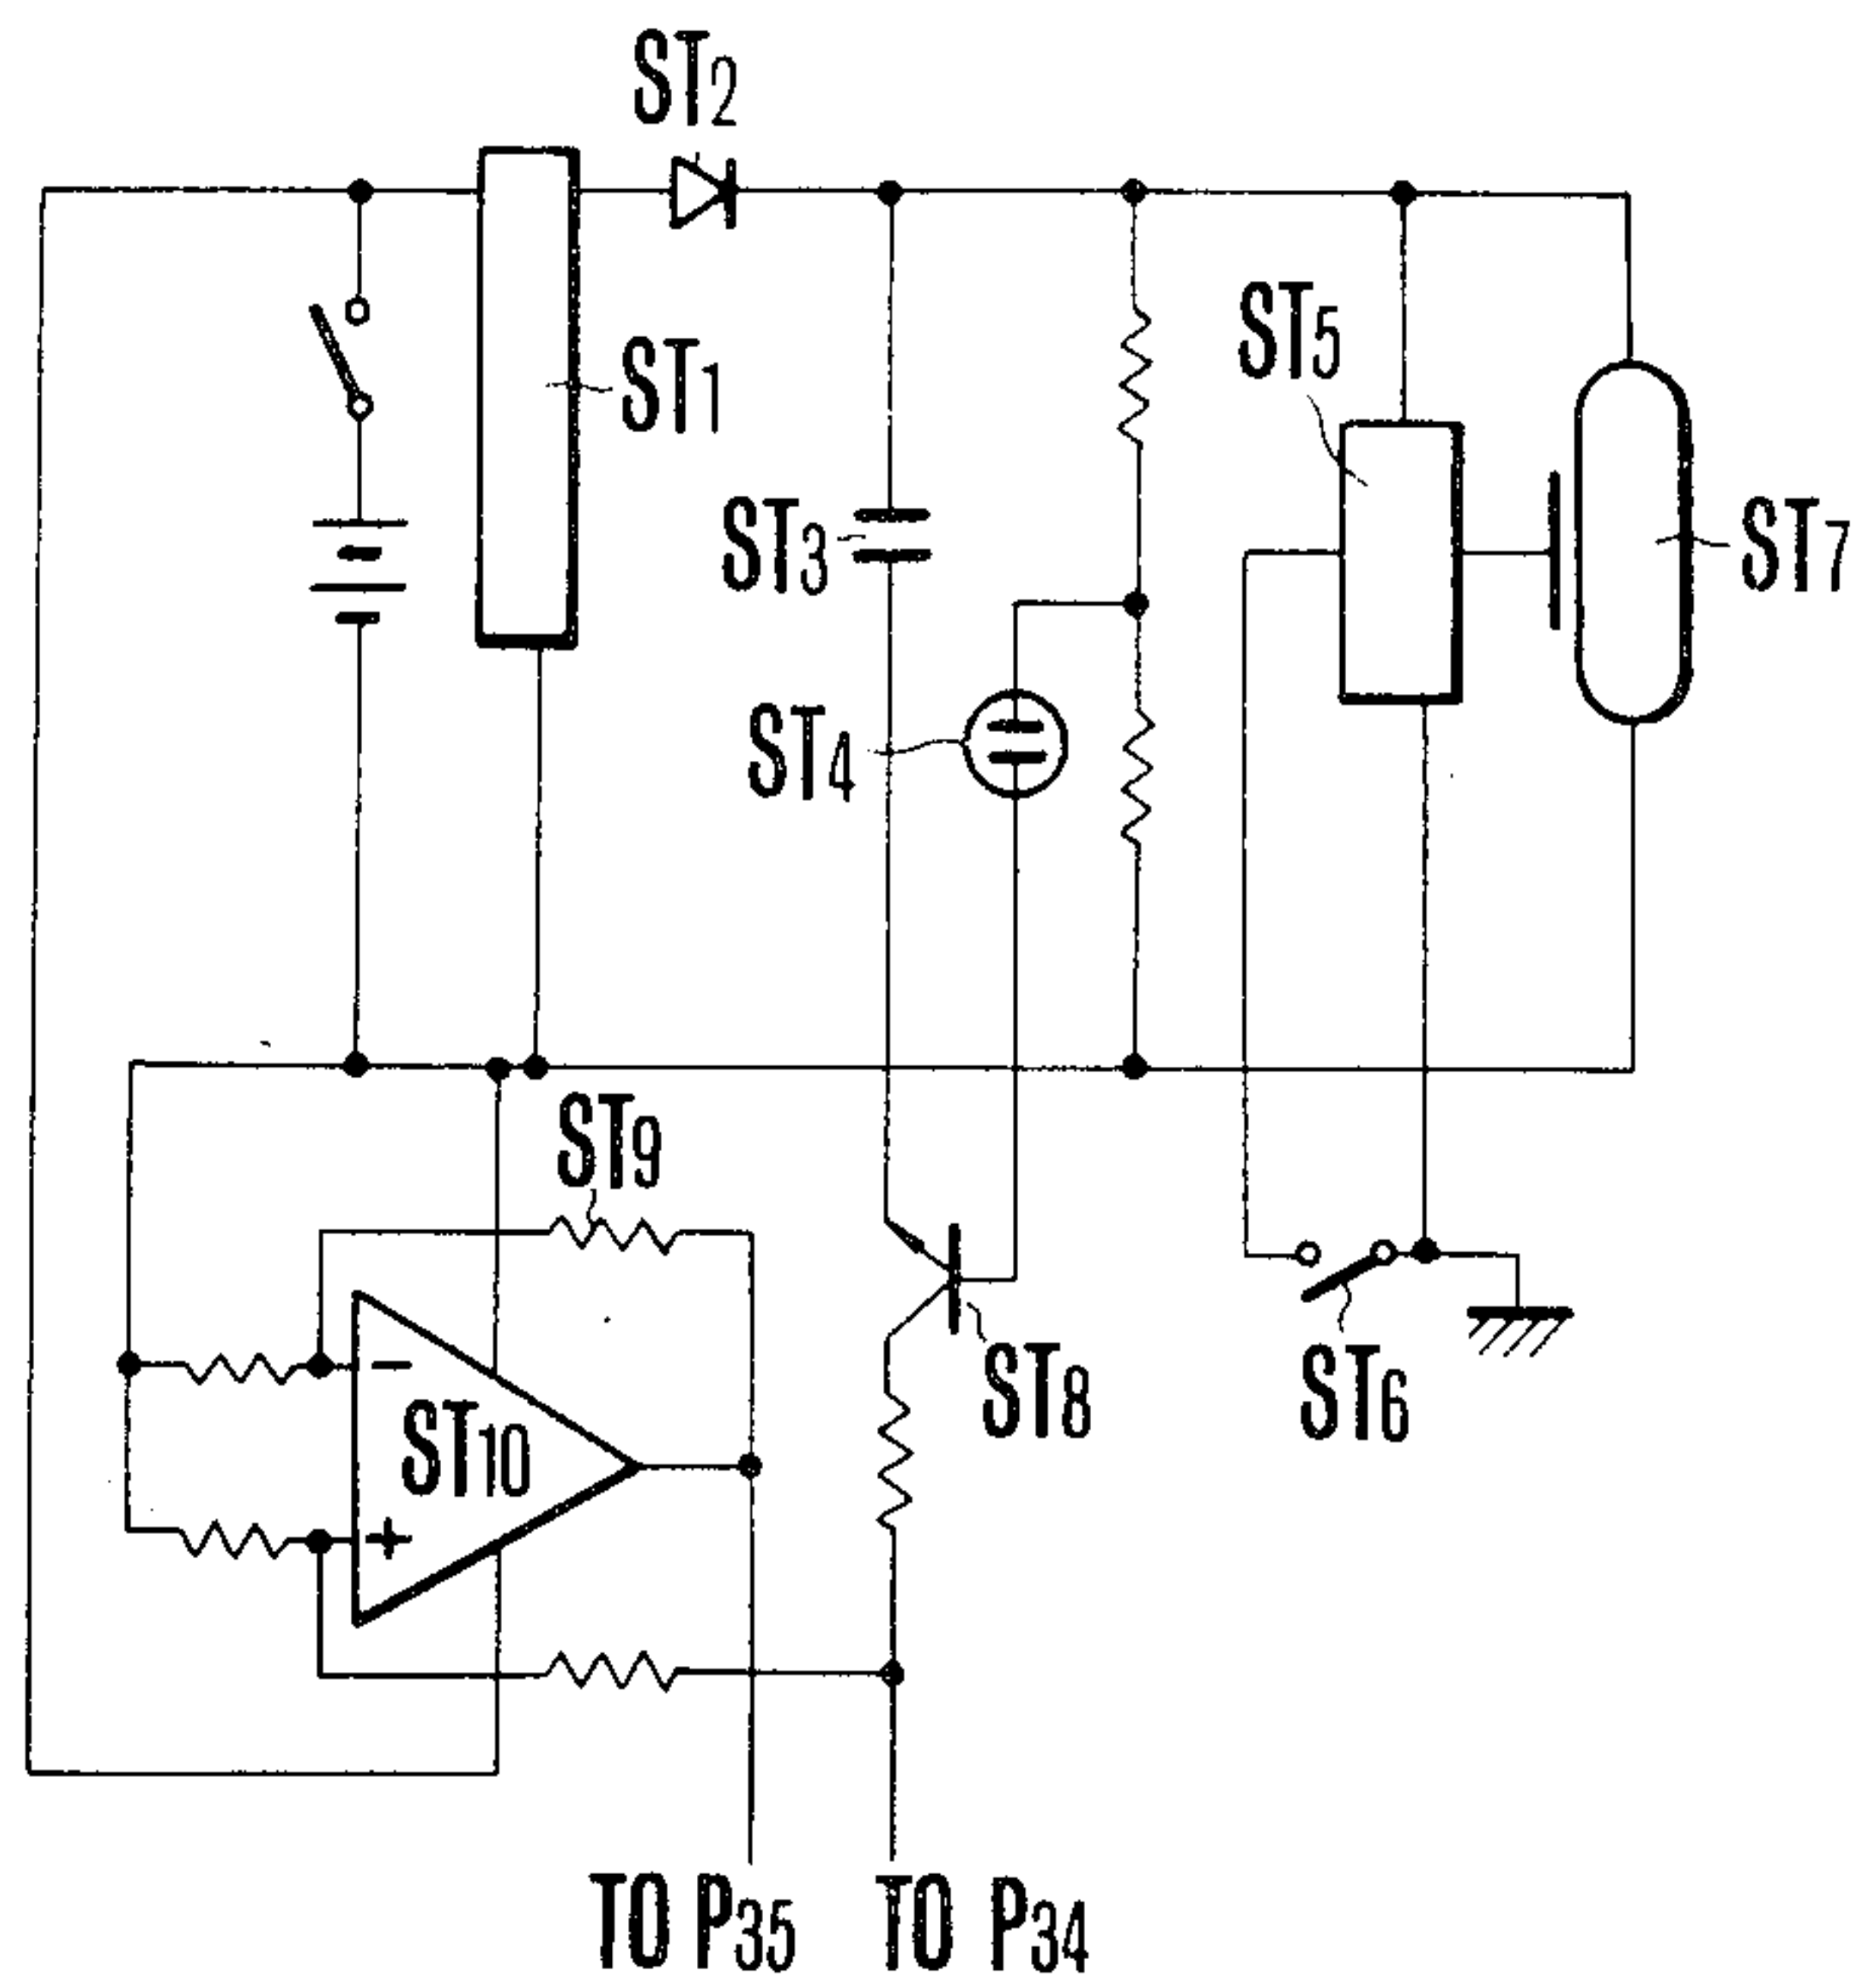 ST2
ST1
ST5
ST3
ST7
ST4
ST9
−
ST10
ST8
ST6
+
TO P35 TO P34